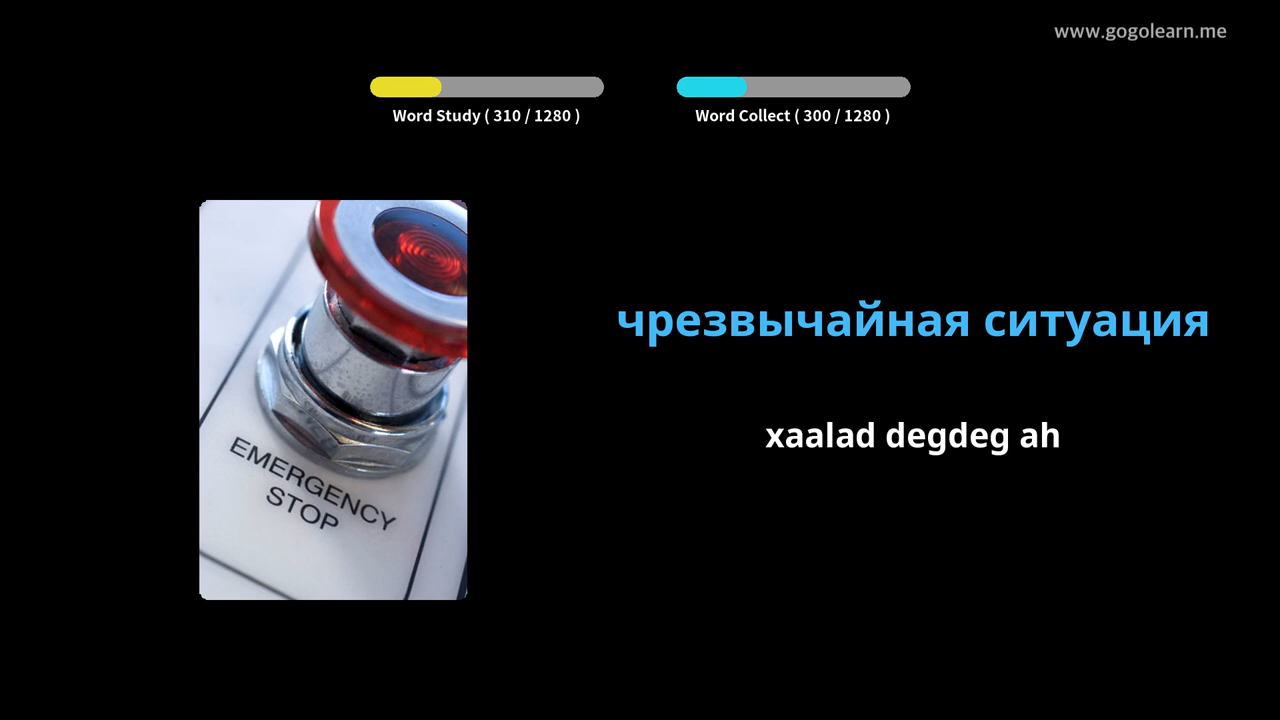 www.gogolearn.me
Word Study ( 310 / 1280 )
Word Collect ( 300 / 1280 )
чрезвычайная ситуация
xaalad degdeg ah
EMERGENCY
STOP